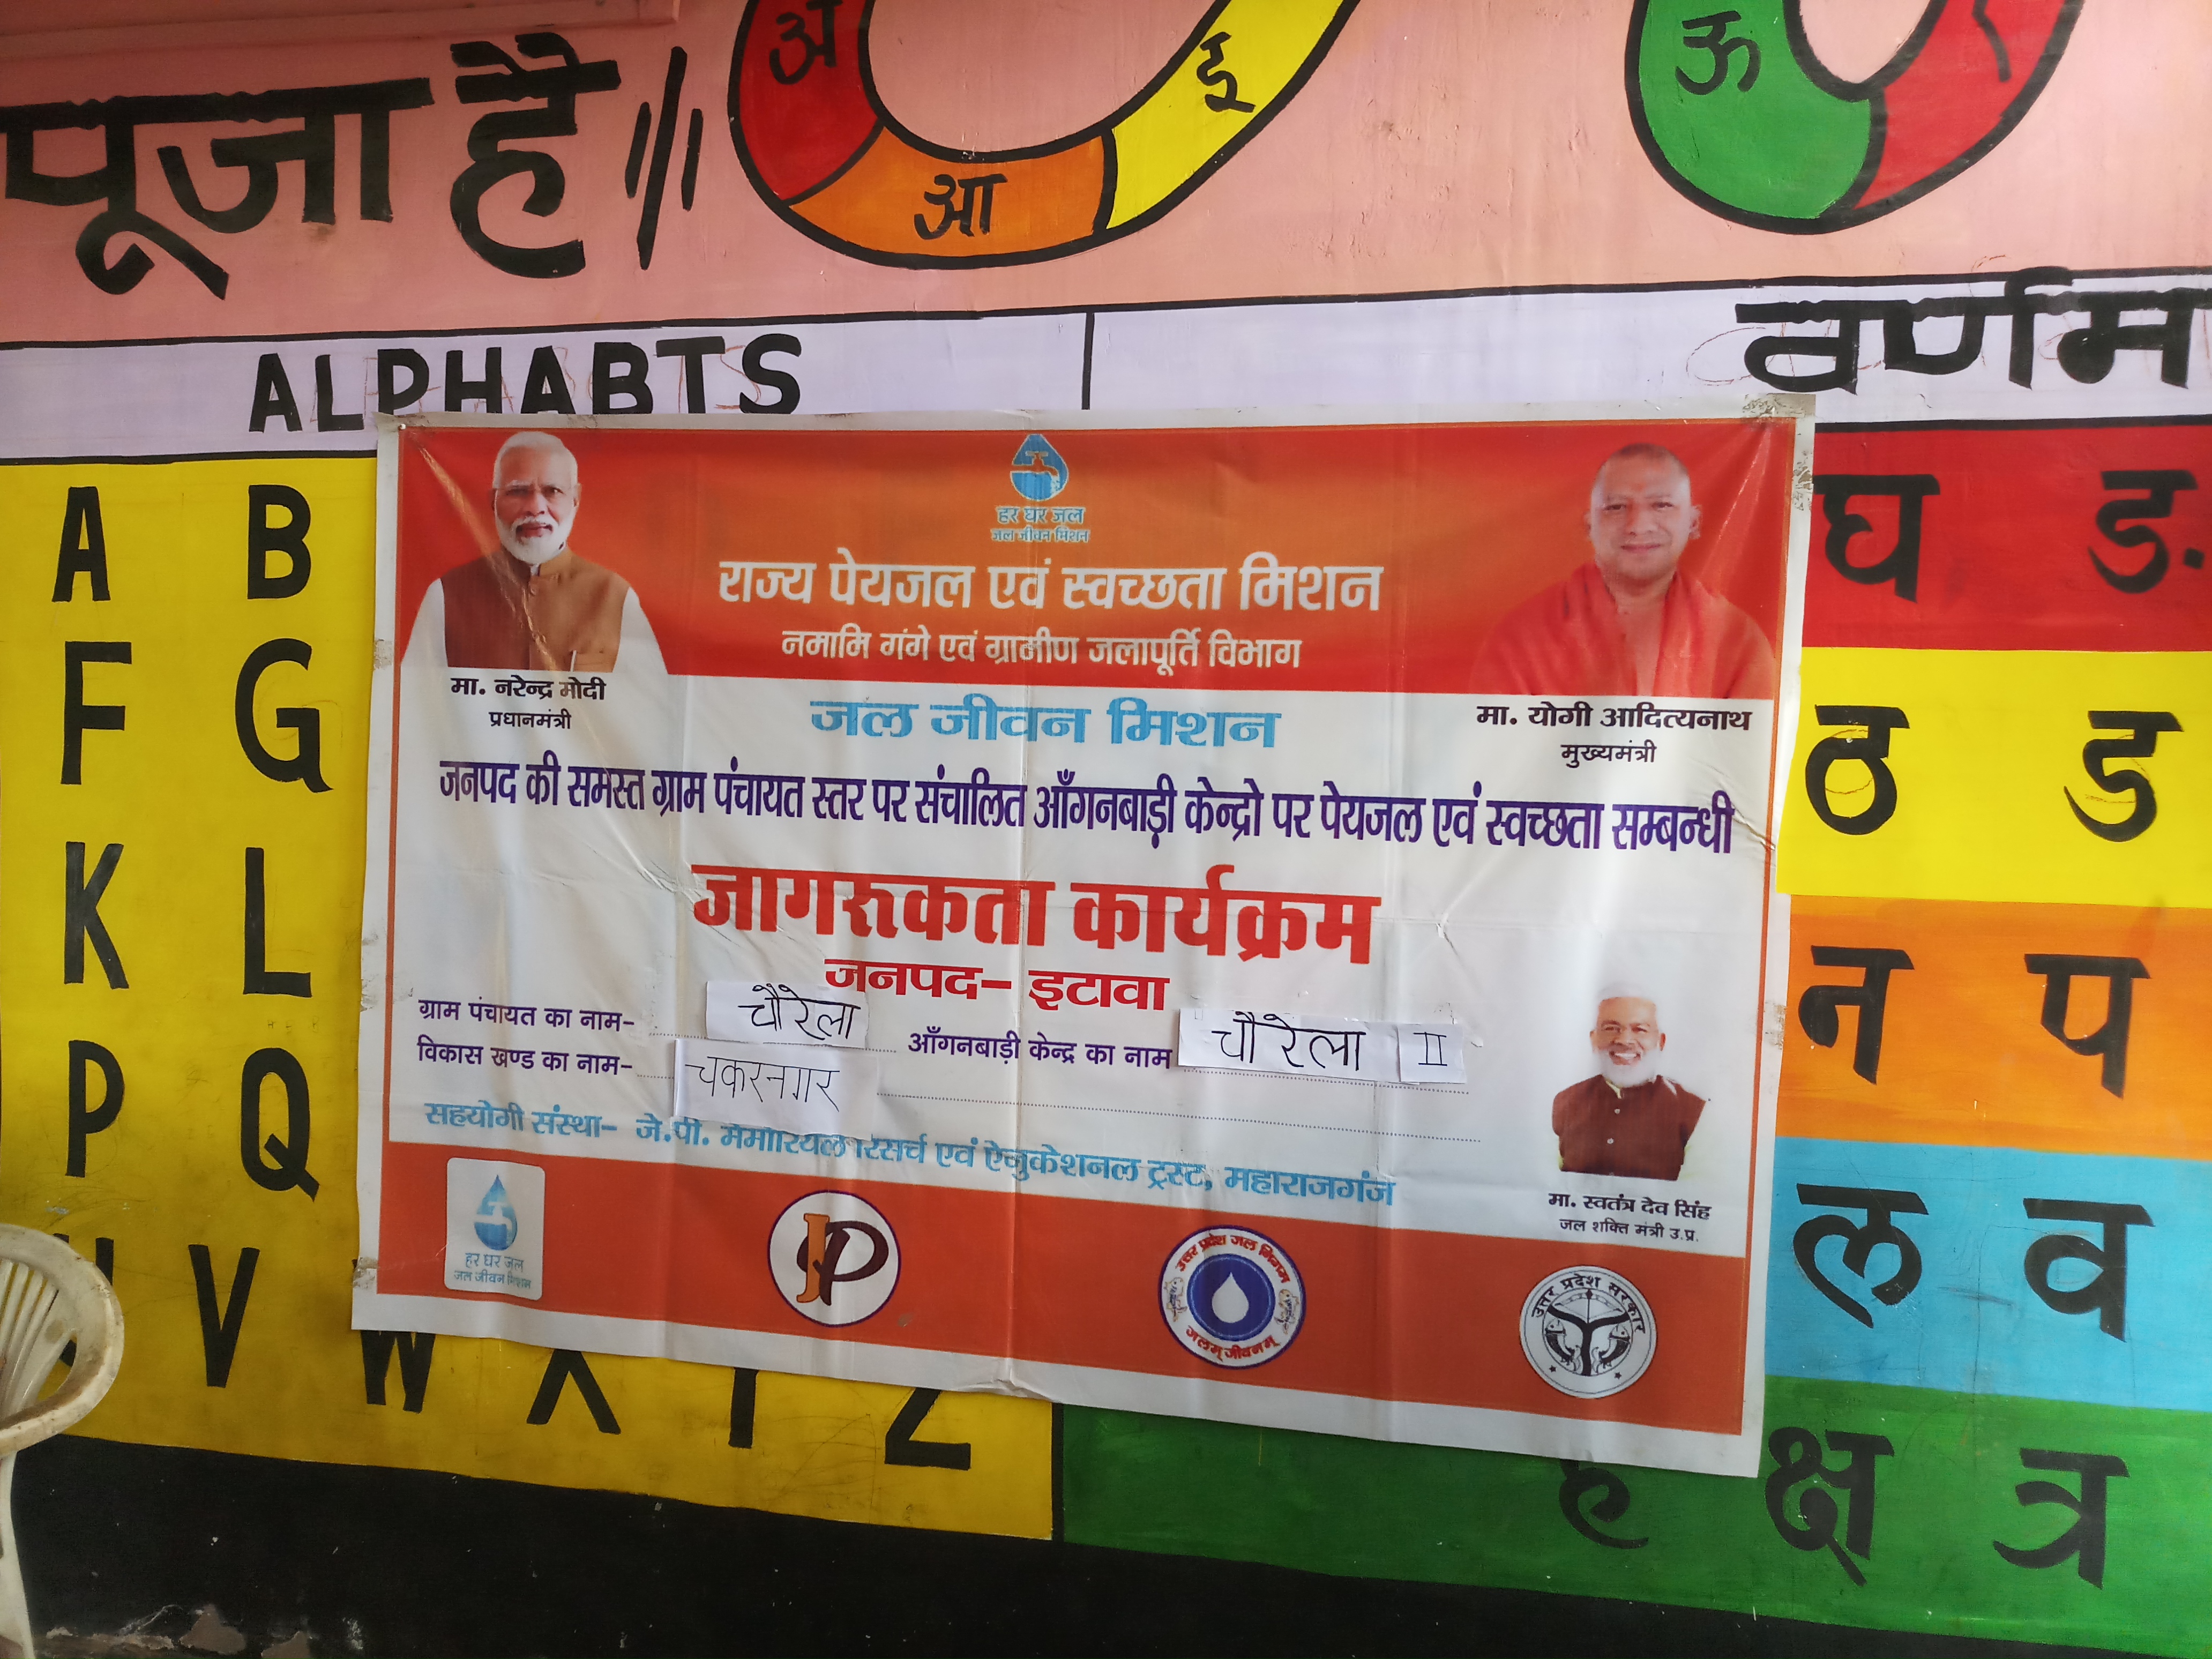 पूजा है ॥
अ
आ
इ
ऊ
ALPHABTS
वर्णम
A B
F G
K L
P Q
V W X Y Z
घ ड.
ठ ड
न प
ल व
ह क्ष त्र
हर घर जल
जल जीवन मिशन
राज्य पेयजल एवं स्वच्छता मिशन
नमामि गंगे एवं ग्रामीण जलापूर्ति विभाग
मा. नरेन्द्र मोदी
प्रधानमंत्री
मा. योगी आदित्यनाथ
मुख्यमंत्री
जल जीवन मिशन
जनपद की समस्त ग्राम पंचायत स्तर पर संचालित आँगनबाड़ी केन्द्रो पर पेयजल एवं स्वच्छता सम्बन्धी
जागरुकता कार्यक्रम
जनपद- इटावा
ग्राम पंचायत का नाम- चौरेला आँगनबाड़ी केन्द्र का नाम चौरेला II
विकास खण्ड का नाम- चकरनगर
सहयोगी संस्था- जे.पी. मेमोरियल रिसर्च एवं ऐजुकेशनल ट्रस्ट, महाराजगंज
मा. स्वतंत्र देव सिंह
जल शक्ति मंत्री उ.प्र.
हर घर जल
जल जीवन मिशन
JP
उत्तर प्रदेश जल निगम
जलम् जीवनम्
उत्तर प्रदेश सरकार